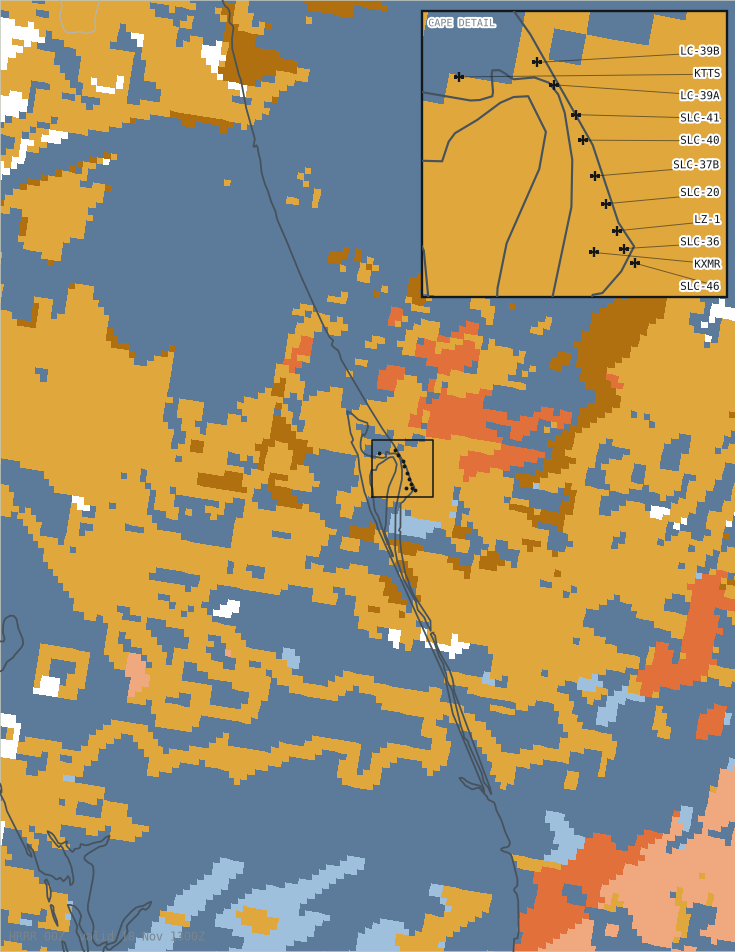 CAPE DETAIL
LC-39B
KTTS
LC-39A
SLC-41
SLC-40
SLC-37B
SLC-20
LZ-1
SLC-36
KXMR
SLC-46